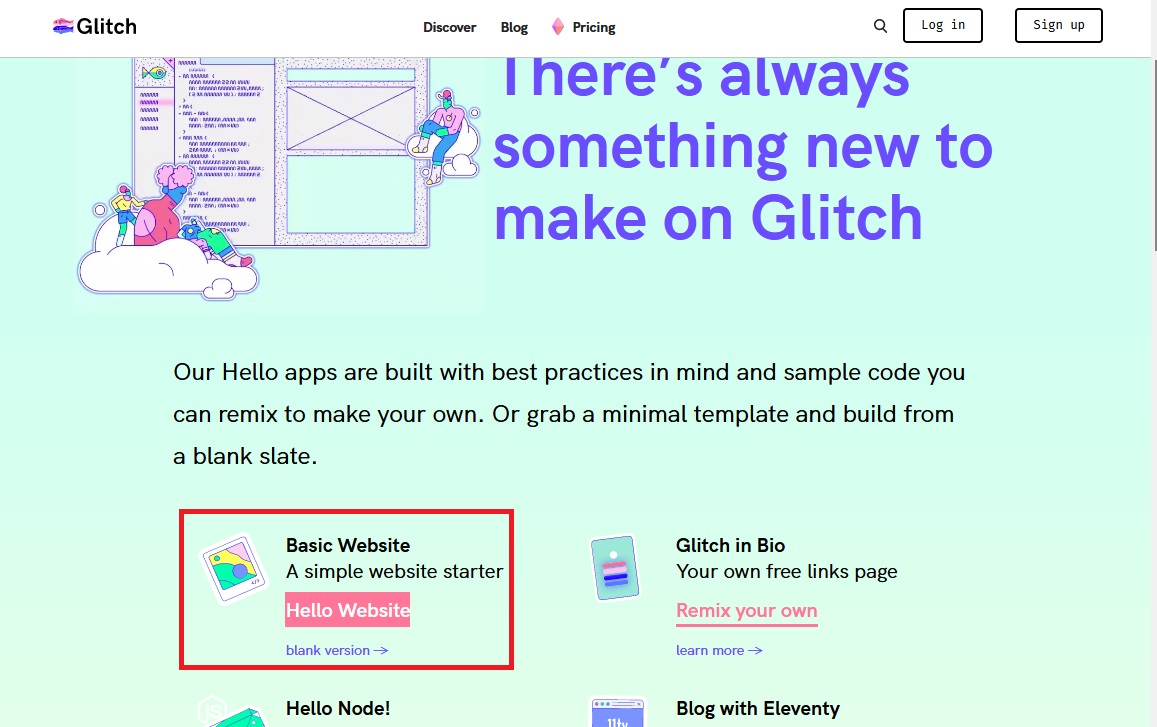 Glitch
Discover Blog Pricing
Log in Sign up
There's always
something new to
make on Glitch
Our Hello apps are built with best practices in mind and sample code you
can remix to make your own. Or grab a minimal template and build from
a blank slate.
Basic Website
A simple website starter
Hello Website
blank version →
Glitch in Bio
Your own free links page
Remix your own
learn more →
JS
Hello Node!
11ty
Blog with Eleventy